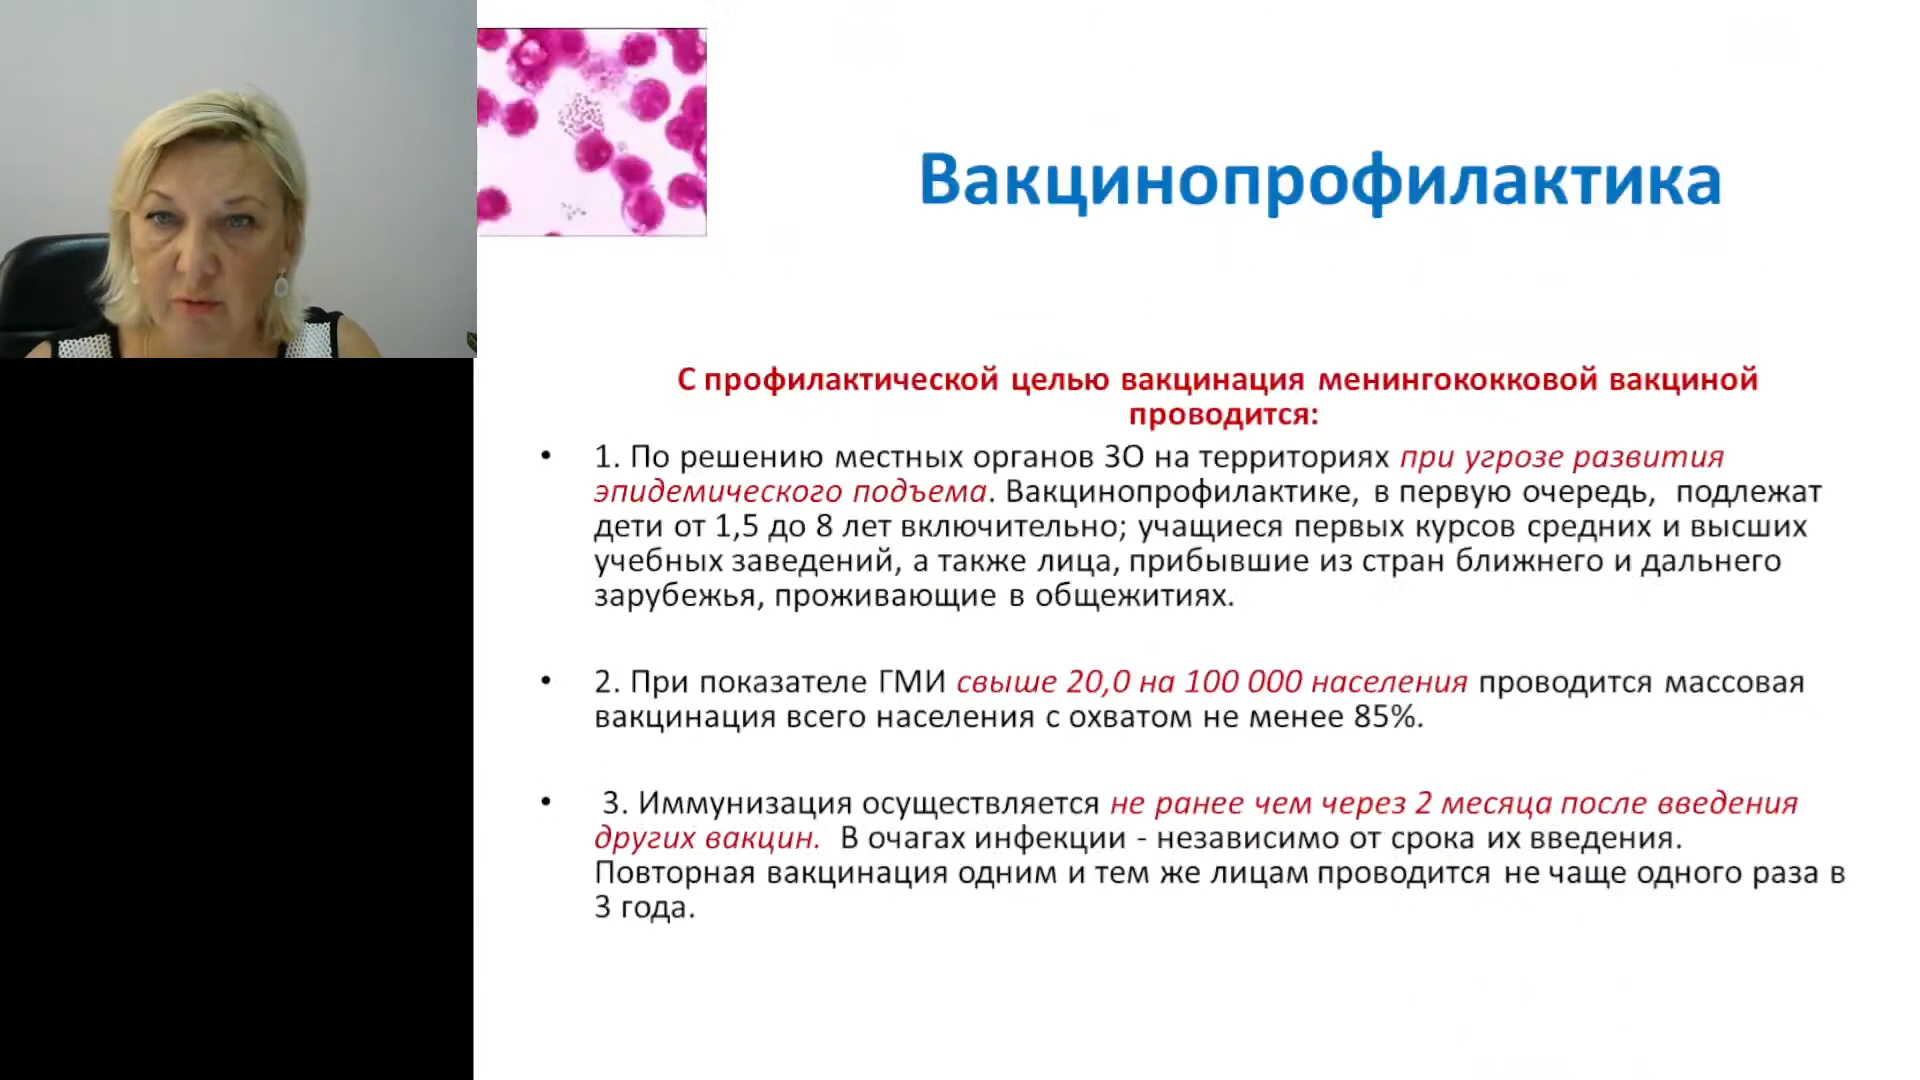 Вакцинопрофилактика
С профилактической целью вакцинация менингококковой вакциной
проводится:
• 1. По решению местных органов ЗО на территориях при угрозе развития
эпидемического подъема. Вакцинопрофилактике, в первую очередь, подлежат
дети от 1,5 до 8 лет включительно; учащиеся первых курсов средних и высших
учебных заведений, а также лица, прибывшие из стран ближнего и дальнего
зарубежья, проживающие в общежитиях.
• 2. При показателе ГМИ свыше 20,0 на 100 000 населения проводится массовая
вакцинация всего населения с охватом не менее 85%.
• 3. Иммунизация осуществляется не ранее чем через 2 месяца после введения
других вакцин. В очагах инфекции - независимо от срока их введения.
Повторная вакцинация одним и тем же лицам проводится не чаще одного раза в
3 года.